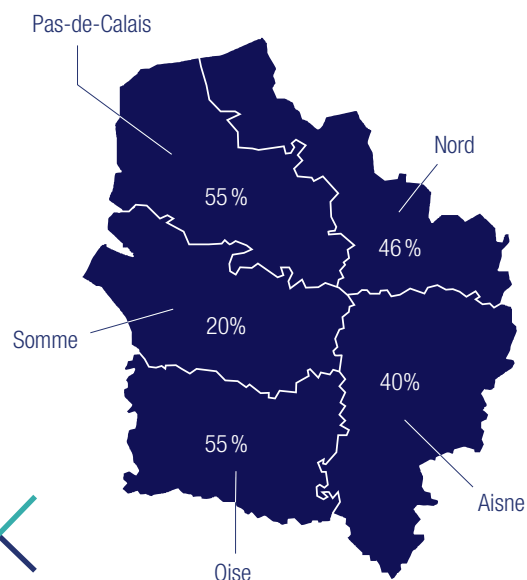 Pas-de-Calais
Nord
55 %
46 %
Somme
20%
40%
55 %
Aisne
Oise